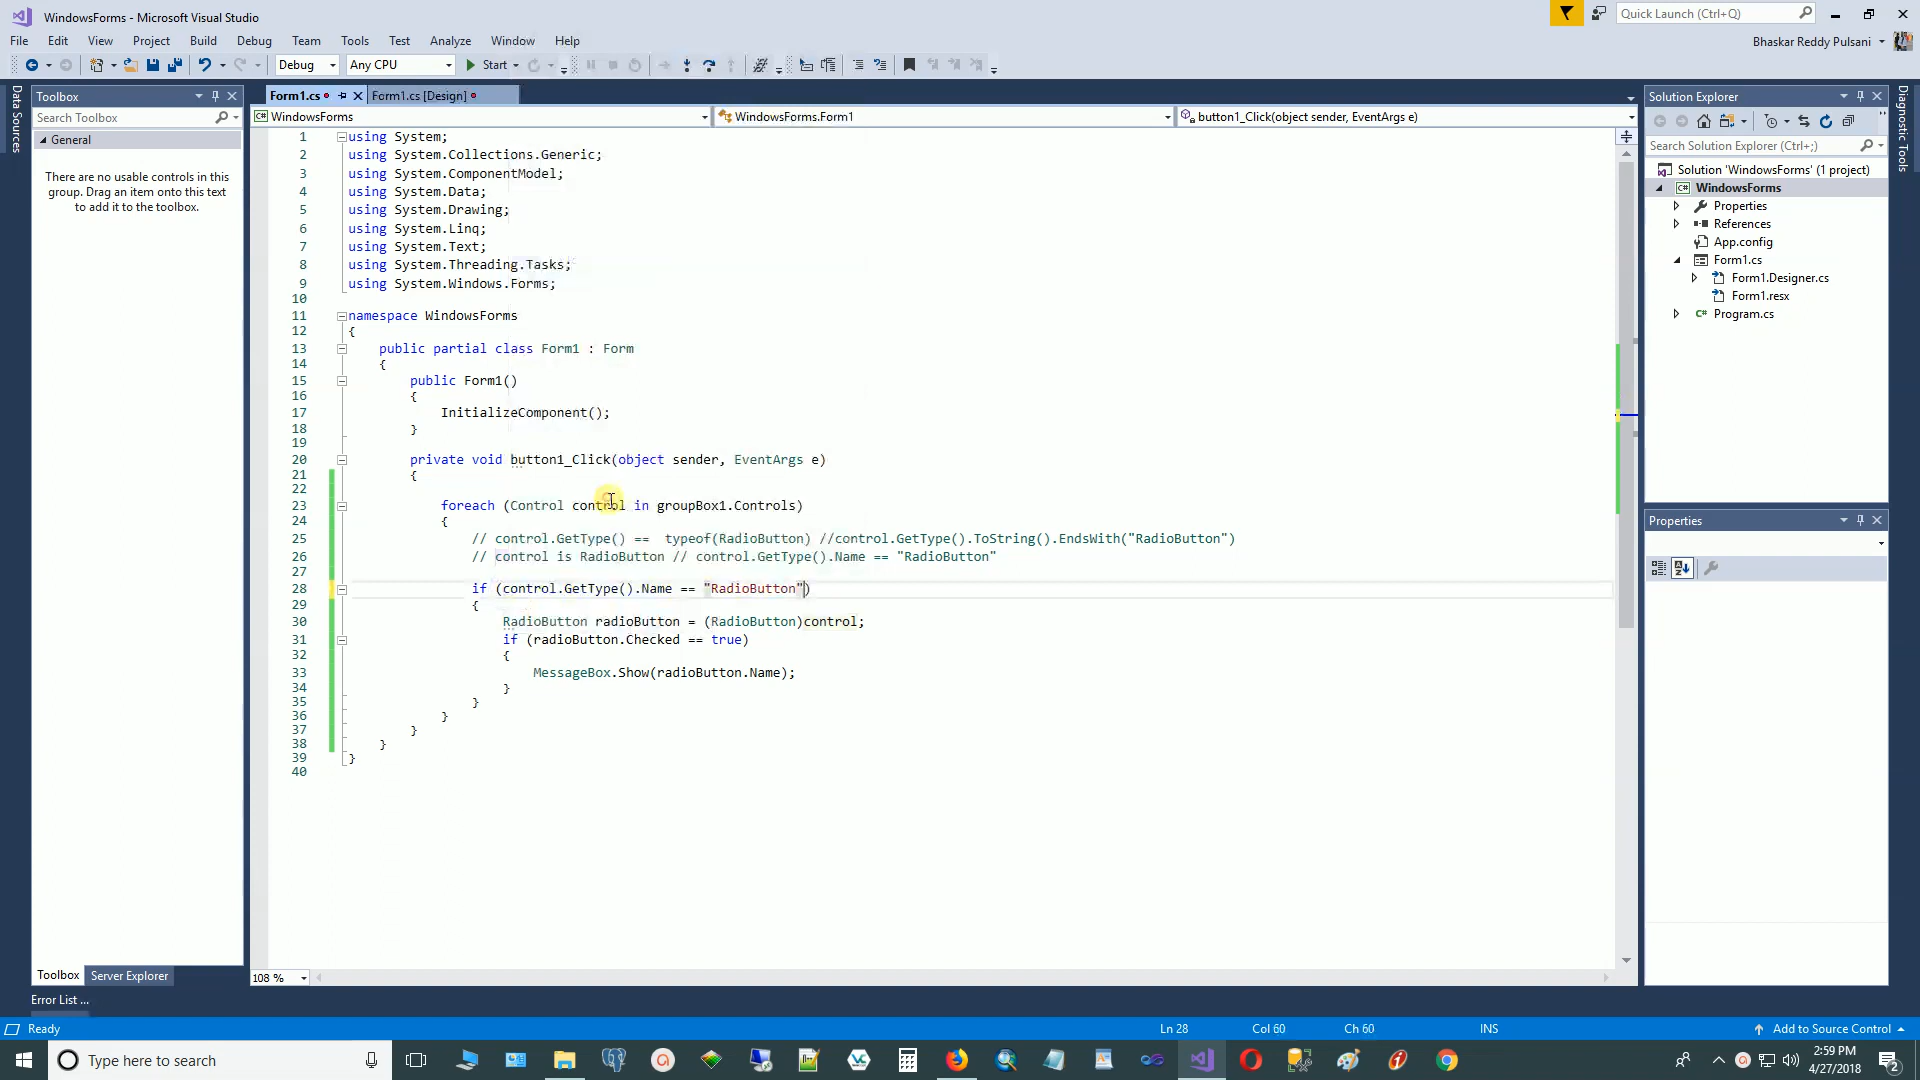 WindowsForms - Microsoft Visual Studio
Quick Launch (Ctrl+Q)
File Edit View Project Build Debug Team Tools Test Analyze Window Help
Bhaskar Reddy Pulsani
Debug Any CPU Start
Data Sources
Toolbox
Search Toolbox
General
There are no usable controls in this
group. Drag an item onto this text
to add it to the toolbox.
Toolbox Server Explorer
Error List ...
Form1.cs Form1.cs [Design]
WindowsForms WindowsForms.Form1 button1_Click(object sender, EventArgs e)
1 using System;
2 using System.Collections.Generic;
3 using System.ComponentModel;
4 using System.Data;
5 using System.Drawing;
6 using System.Linq;
7 using System.Text;
8 using System.Threading.Tasks;
9 using System.Windows.Forms;
10
11 namespace WindowsForms
12 {
13 public partial class Form1 : Form
14 {
15 public Form1()
16 {
17 InitializeComponent();
18 }
19
20 private void button1_Click(object sender, EventArgs e)
21 {
22
23 foreach (Control control in groupBox1.Controls)
24 {
25 // control.GetType() ==  typeof(RadioButton) //control.GetType().ToString().EndsWith("RadioButton")
26 // control is RadioButton // control.GetType().Name == "RadioButton"
27
28 if (control.GetType().Name == "RadioButton")
29 {
30 RadioButton radioButton = (RadioButton)control;
31 if (radioButton.Checked == true)
32 {
33 MessageBox.Show(radioButton.Name);
34 }
35 }
36 }
37 }
38 }
39 }
40
108 %
Solution Explorer
Search Solution Explorer (Ctrl+;)
Solution 'WindowsForms' (1 project)
C# WindowsForms
Properties
References
App.config
Form1.cs
Form1.Designer.cs
Form1.resx
C# Program.cs
Properties
Diagnostic Tools
Ready Ln 28 Col 60 Ch 60 INS Add to Source Control
Type here to search
2:59 PM
4/27/2018
2